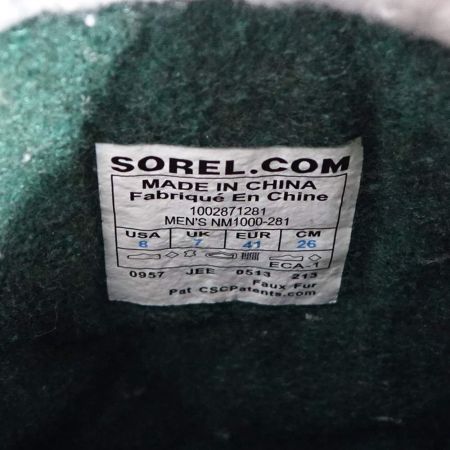 SOREL.COM
MADE IN CHINA
Fabriqué En Chine
1002871281
MEN'S NM1000-281
USA UK EUR CM
8 7 41 26
ECA-1
0957 JEE 0513 213
Faux Fur
Pat CSCPatents.com